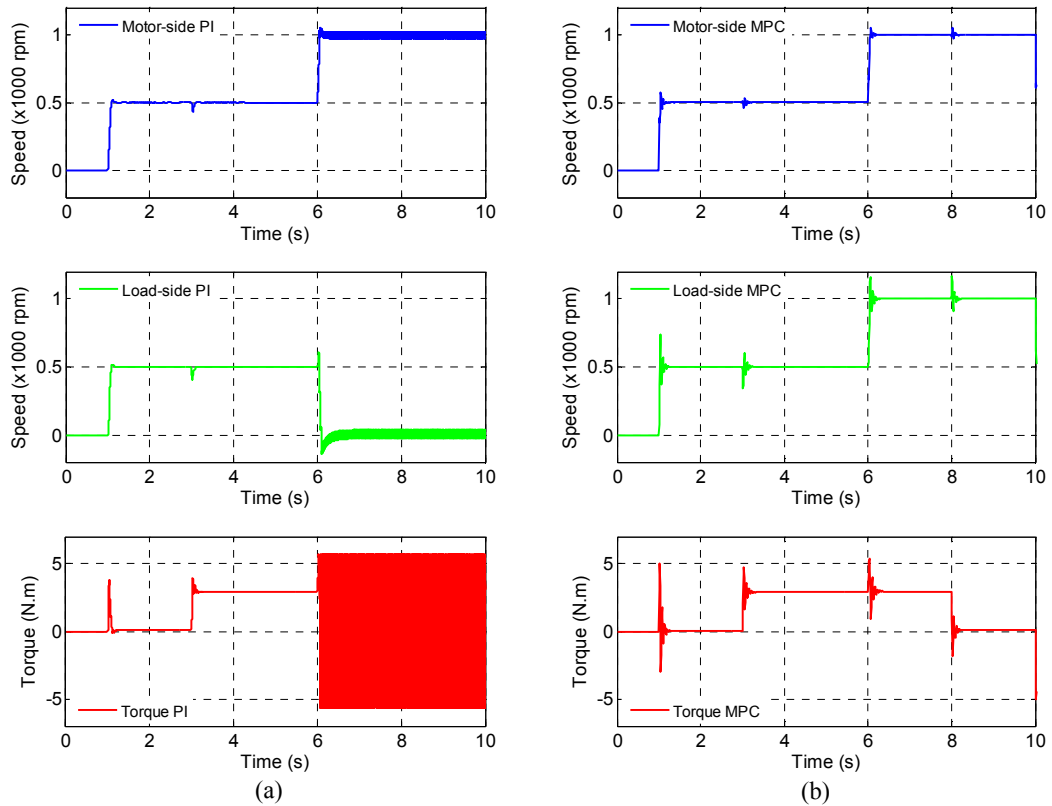 Motor-side PI
Speed (x1000 rpm)
1
0.5
0
0 2 4 6 8 10
Time (s)
Motor-side MPC
Speed (x1000 rpm)
1
0.5
0
0 2 4 6 8 10
Time (s)
Load-side PI
Speed (x1000 rpm)
1
0.5
0
0 2 4 6 8 10
Time (s)
Load-side MPC
Speed (x1000 rpm)
1
0.5
0
0 2 4 6 8 10
Time (s)
Torque (N.m)
5
0
-5
Torque PI
0 2 4 6 8 10
Time (s)
(a)
Torque (N.m)
5
0
-5
Torque MPC
0 2 4 6 8 10
Time (s)
(b)